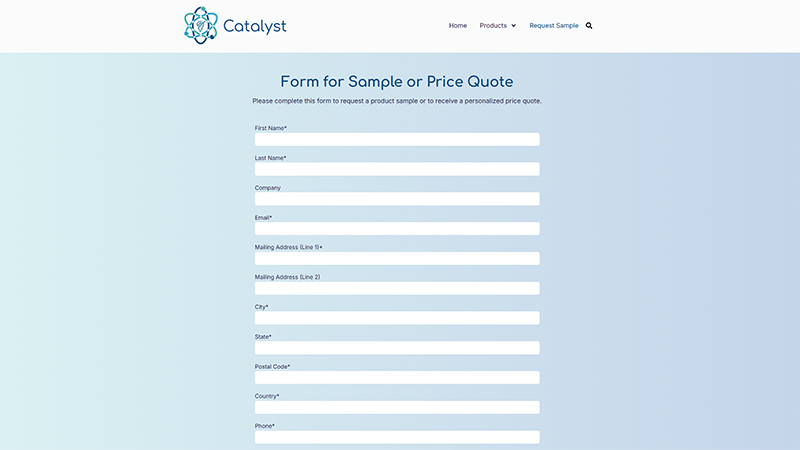 Catalyst
Home Products Request Sample
Form for Sample or Price Quote
Please complete this form to request a product sample or to receive a personalized price quote.
First Name*
Last Name*
Company
Email*
Mailing Address (Line 1)*
Mailing Address (Line 2)
City*
State*
Postal Code*
Country*
Phone*